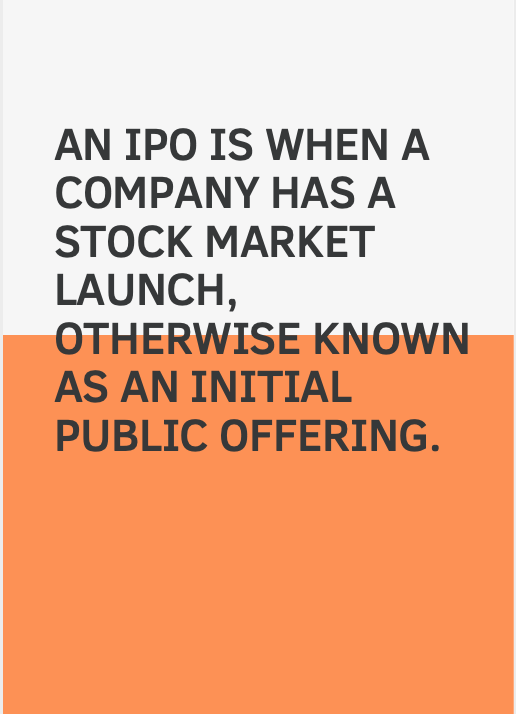 AN IPO IS WHEN A
COMPANY HAS A
STOCK MARKET
LAUNCH,
OTHERWISE KNOWN
AS AN INITIAL
PUBLIC OFFERING.